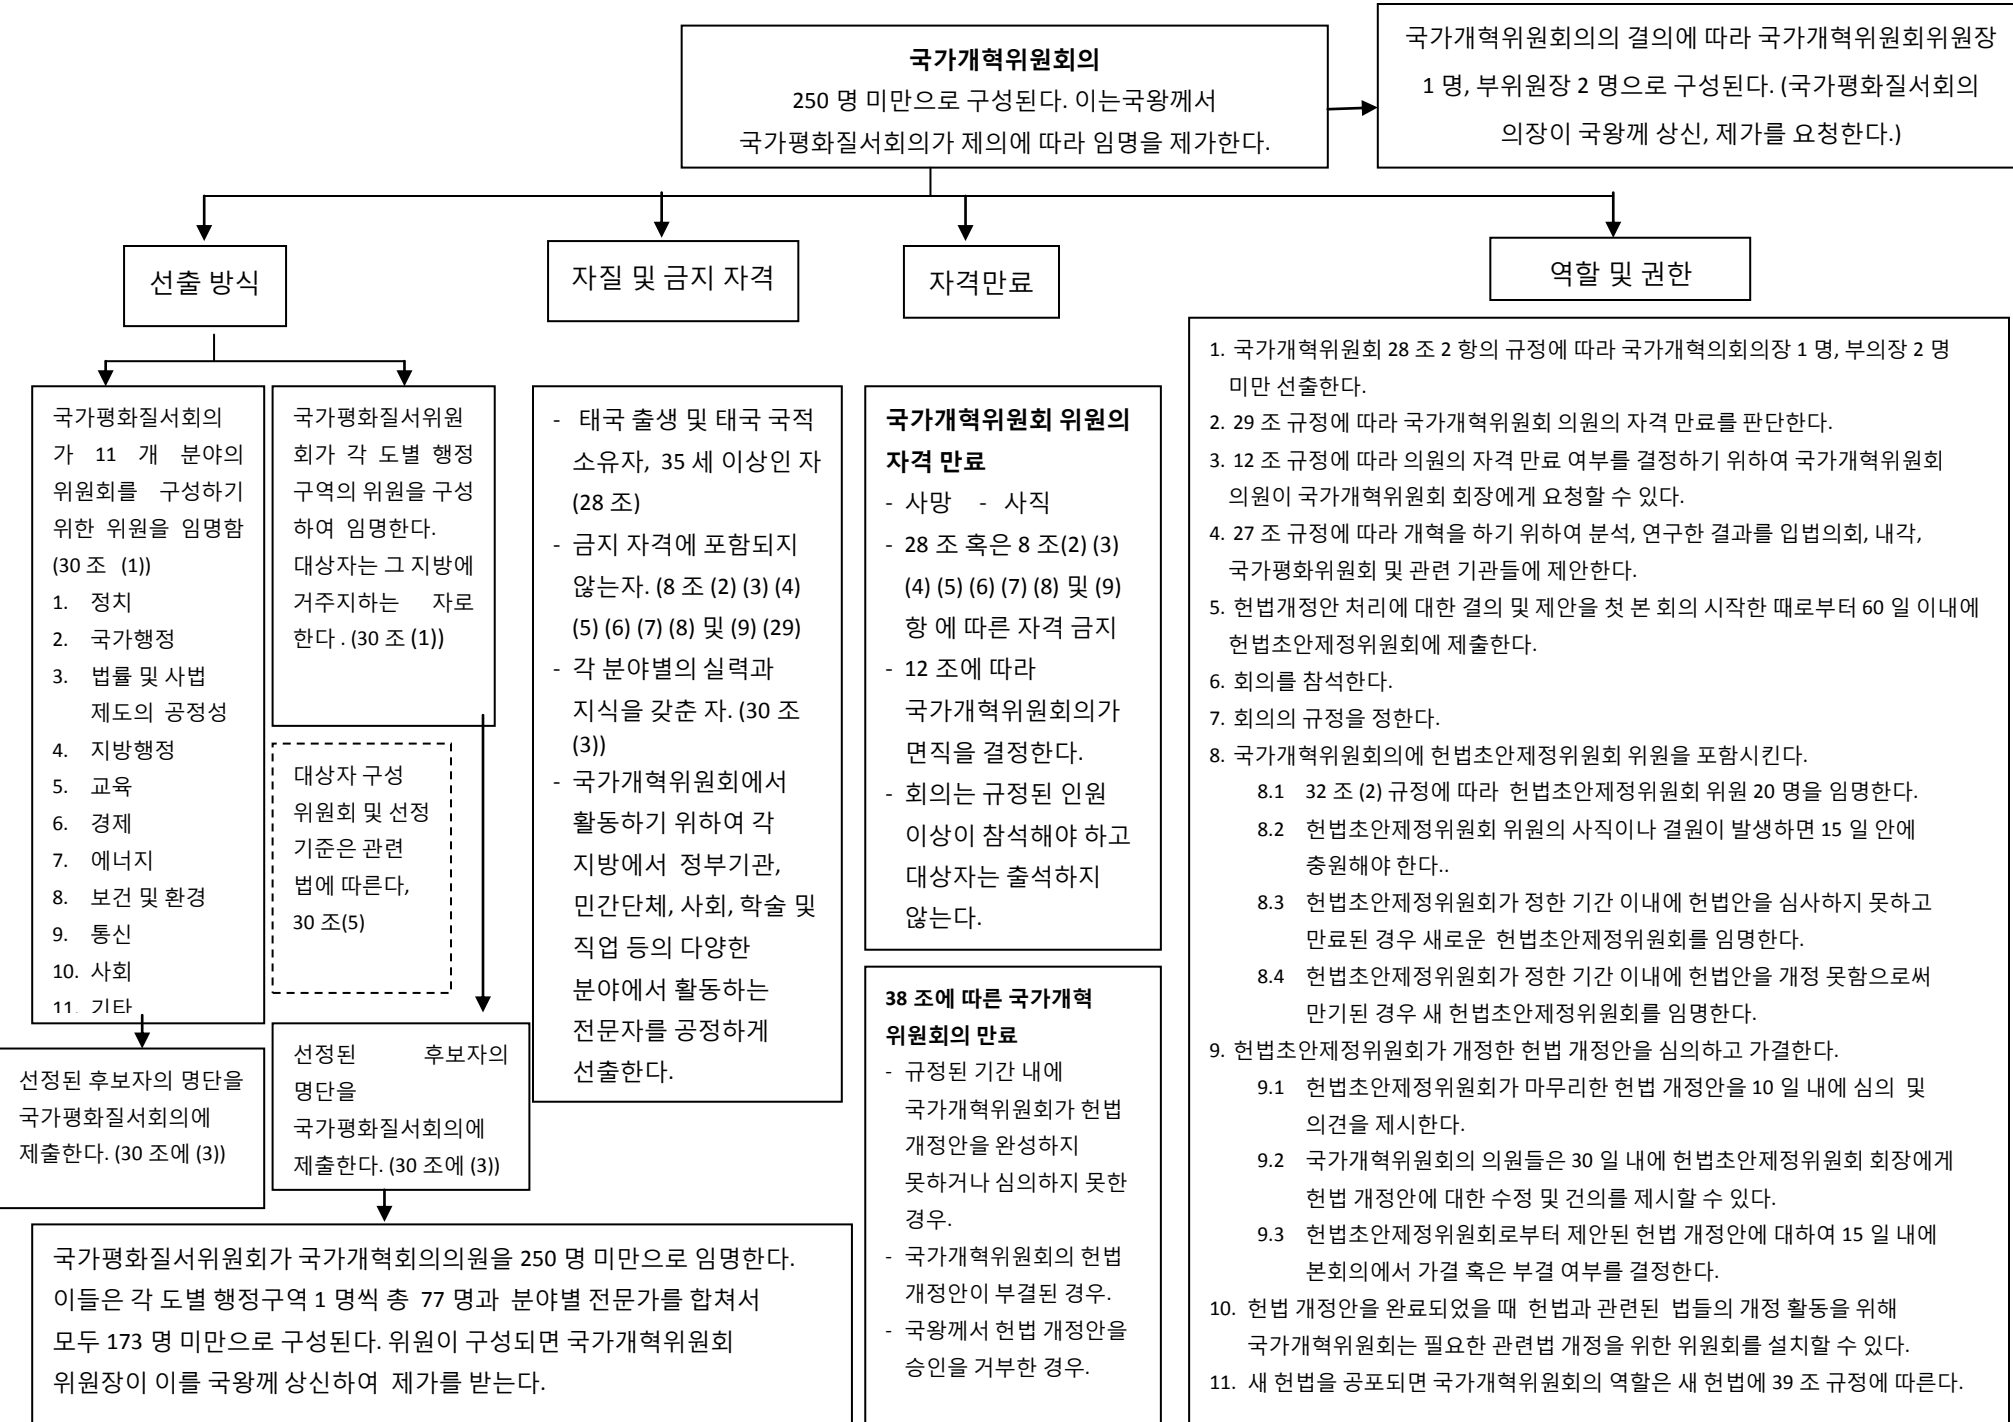 국가개혁위원회의
250 명 미만으로 구성된다. 이는국왕께서
국가평화질서회의가 제의에 따라 임명을 제가한다.
국가개혁위원회의의 결의에 따라 국가개혁위원회위원장
1 명, 부위원장 2 명으로 구성된다. (국가평화질서회의
의장이 국왕께 상신, 제가를 요청한다.)
선출 방식
자질 및 금지 자격
자격만료
역할 및 권한
국가평화질서회의
가 11 개 분야의
위원회를 구성하기
위한 위원을 임명함
(30 조 (1))
1. 정치
2. 국가행정
3. 법률 및 사법
제도의 공정성
4. 지방행정
5. 교육
6. 경제
7. 에너지
8. 보건 및 환경
9. 통신
10. 사회
11. 기타
국가평화질서위원
회가 각 도별 행정
구역의 위원을 구성
하여 임명한다.
대상자는 그 지방에
거주지하는 자로
한다 . (30 조 (1))
대상자 구성
위원회 및 선정
기준은 관련
법에 따른다,
30 조(5)
선정된 후보자의 명단을
국가평화질서회의에
제출한다. (30 조에 (3))
선정된 후보자의
명단을
국가평화질서회의에
제출한다. (30 조에 (3))
국가평화질서위원회가 국가개혁회의의원을 250 명 미만으로 임명한다.
이들은 각 도별 행정구역 1 명씩 총 77 명과 분야별 전문가를 합쳐서
모두 173 명 미만으로 구성된다. 위원이 구성되면 국가개혁위원회
위원장이 이를 국왕께 상신하여 제가를 받는다.
- 태국 출생 및 태국 국적
소유자, 35 세 이상인 자
(28 조)
- 금지 자격에 포함되지
않는자. (8 조 (2) (3) (4)
(5) (6) (7) (8) 및 (9) (29)
- 각 분야별의 실력과
지식을 갖춘 자. (30 조
(3))
- 국가개혁위원회에서
활동하기 위하여 각
지방에서 정부기관,
민간단체, 사회, 학술 및
직업 등의 다양한
분야에서 활동하는
전문자를 공정하게
선출한다.
국가개혁위원회 위원의
자격 만료
- 사망 - 사직
- 28 조 혹은 8 조(2) (3)
(4) (5) (6) (7) (8) 및 (9)
항 에 따른 자격 금지
- 12 조에 따라
국가개혁위원회의가
면직을 결정한다.
- 회의는 규정된 인원
이상이 참석해야 하고
대상자는 출석하지
않는다.
38 조에 따른 국가개혁
위원회의 만료
- 규정된 기간 내에
국가개혁위원회가 헌법
개정안을 완성하지
못하거나 심의하지 못한
경우.
- 국가개혁위원회의 헌법
개정안이 부결된 경우.
- 국왕께서 헌법 개정안을
승인을 거부한 경우.
1. 국가개혁위원회 28 조 2 항의 규정에 따라 국가개혁의회의장 1 명, 부의장 2 명
미만 선출한다.
2. 29 조 규정에 따라 국가개혁위원회 의원의 자격 만료를 판단한다.
3. 12 조 규정에 따라 의원의 자격 만료 여부를 결정하기 위하여 국가개혁위원회
의원이 국가개혁위원회 회장에게 요청할 수 있다.
4. 27 조 규정에 따라 개혁을 하기 위하여 분석, 연구한 결과를 입법의회, 내각,
국가평화위원회 및 관련 기관들에 제안한다.
5. 헌법개정안 처리에 대한 결의 및 제안을 첫 본 회의 시작한 때로부터 60 일 이내에
헌법초안제정위원회에 제출한다.
6. 회의를 참석한다.
7. 회의의 규정을 정한다.
8. 국가개혁위원회의에 헌법초안제정위원회 위원을 포함시킨다.
8.1 32 조 (2) 규정에 따라 헌법초안제정위원회 위원 20 명을 임명한다.
8.2 헌법초안제정위원회 위원의 사직이나 결원이 발생하면 15 일 안에
충원해야 한다..
8.3 헌법초안제정위원회가 정한 기간 이내에 헌법안을 심사하지 못하고
만료된 경우 새로운 헌법초안제정위원회를 임명한다.
8.4 헌법초안제정위원회가 정한 기간 이내에 헌법안을 개정 못함으로써
만기된 경우 새 헌법초안제정위원회를 임명한다.
9. 헌법초안제정위원회가 개정한 헌법 개정안을 심의하고 가결한다.
9.1 헌법초안제정위원회가 마무리한 헌법 개정안을 10 일 내에 심의 및
의견을 제시한다.
9.2 국가개혁위원회의 의원들은 30 일 내에 헌법초안제정위원회 회장에게
헌법 개정안에 대한 수정 및 건의를 제시할 수 있다.
9.3 헌법초안제정위원회로부터 제안된 헌법 개정안에 대하여 15 일 내에
본회의에서 가결 혹은 부결 여부를 결정한다.
10. 헌법 개정안을 완료되었을 때 헌법과 관련된 법들의 개정 활동을 위해
국가개혁위원회는 필요한 관련법 개정을 위한 위원회를 설치할 수 있다.
11. 새 헌법을 공포되면 국가개혁위원회의 역할은 새 헌법에 39 조 규정에 따른다.